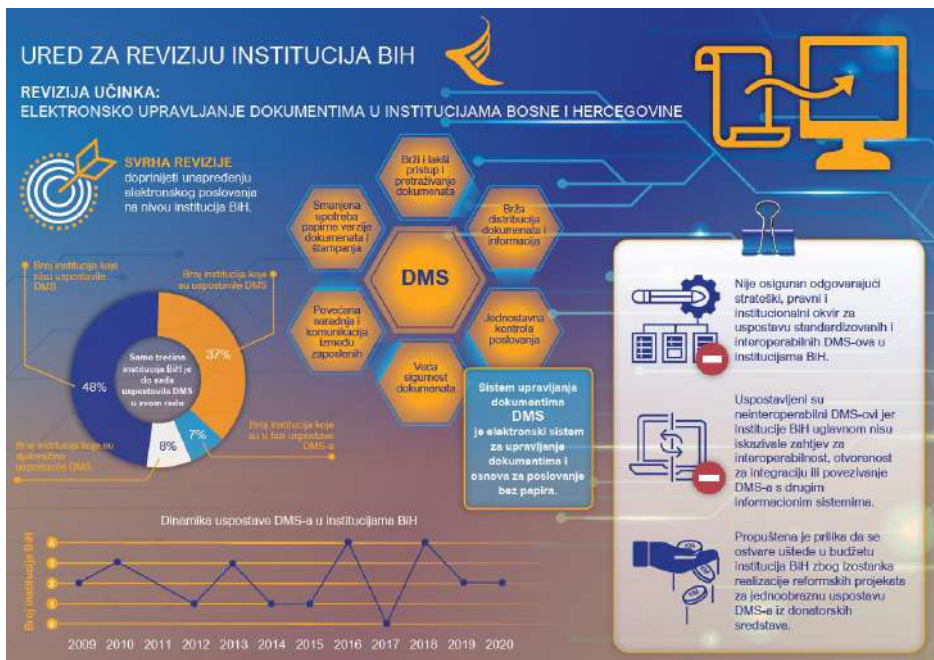 URED ZA REVIZIJU INSTITUCIJA BIH
REVIZIJA UČINKA:
ELEKTRONSKO UPRAVLJANJE DOKUMENTIMA U INSTITUCIJAMA BOSNE I HERCEGOVINE
SVRHA REVIZIJE
doprinijeti unapređenju
elektronskog poslovanja
na nivou institucija BiH.
Brži i lakši
pristup i
pretraživanje
dokumenata
Smanjena
upotreba
papirne verzije
dokumenata i
štampanja
Brža
distribucija
dokumenata i
informacija
DMS
Povećana
saradnja i
komunikacija
između
zaposlenih
Jednostavna
kontrola
poslovanja
Veća
sigurnost
dokumenata
Sistem upravljanja
dokumentima
DMS
je elektronski sistem
za upravljanje
dokumentima i
osnova za poslovanje
bez papira.
Broj institucija koje
nisu uspostavile
DMS
Broj institucija koje
su uspostavile DMS
48%
37%
Samo trećina
institucija BiH je
do sada
uspostavila DMS
u svom radu
8%
7%
Broj institucija koje su
djelimično
uspostavile DMS
Broj institucija koje
su u fazi uspostave
DMS-a
Dinamika uspostave DMS-a u institucijama BiH
Broj institucija BiH
4
3
2
1
0
2009 2010 2011 2012 2013 2014 2015 2016 2017 2018 2019 2020
Nije osiguran odgovarajući
strateški, pravni i
institucionalni okvir za
uspostavu standardizovanih i
interoperabilnih DMS-ova u
institucijama BiH.
Uspostavljeni su
neinteroperabilni DMS-ovi jer
institucije BiH uglavnom nisu
iskazivale zahtjev za
interoperabilnost, otvorenost
za integraciju ili povezivanje
DMS-a s drugim
informacionim sistemima.
Propuštena je prilika da se
ostvare uštede u budžetu
institucija BiH zbog izostanka
realizacije reformskih projekata
za jednoobraznu uspostavu
DMS-a iz donatorskih
sredstava.